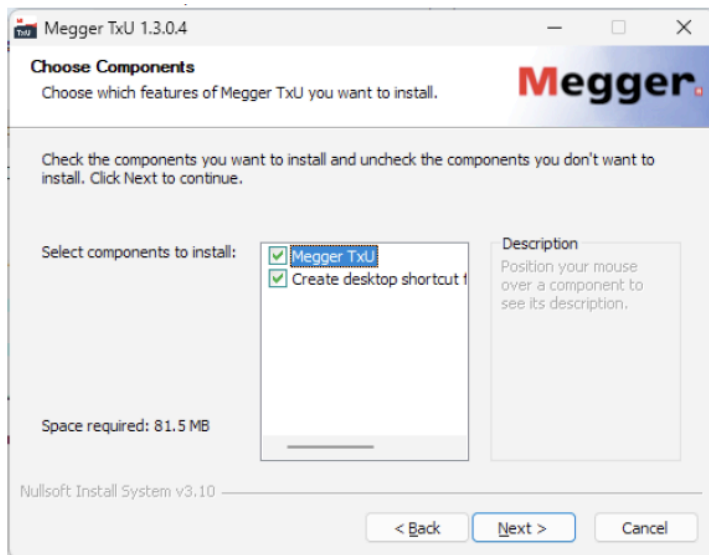 TxU Megger TxU 1.3.0.4
Choose Components
Choose which features of Megger TxU you want to install.
Megger.
Check the components you want to install and uncheck the components you don't want to
install. Click Next to continue.
Select components to install:
Megger TxU
Create desktop shortcut f
Description
Position your mouse
over a component to
see its description.
Space required: 81.5 MB
Nullsoft Install System v3.10
< Back
Next >
Cancel